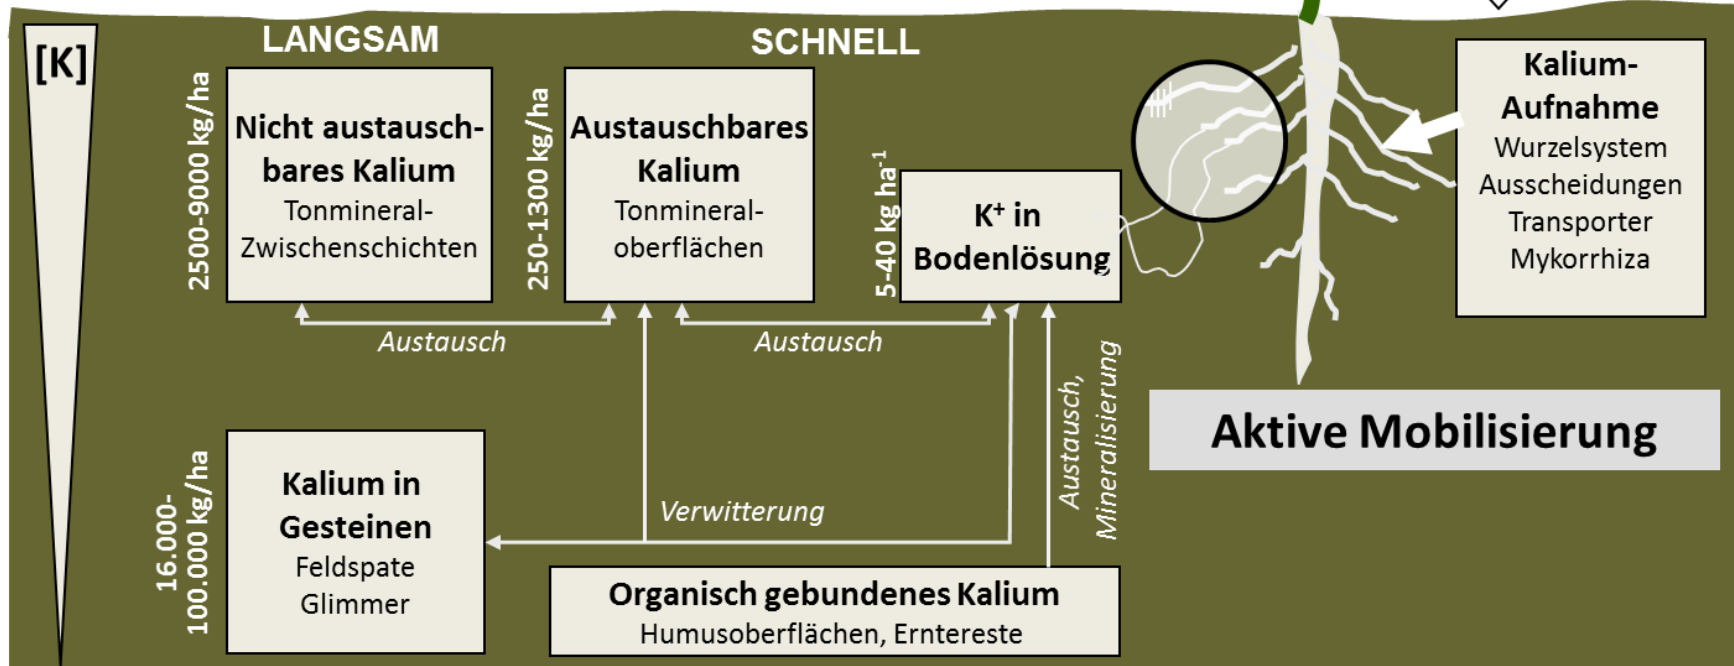 [K]
LANGSAM
SCHNELL
2500-9000 kg/ha
Nicht austausch-
bares Kalium
Tonmineral-
Zwischenschichten
250-1300 kg/ha
Austauschbares
Kalium
Tonmineral-
oberflächen
5-40 kg ha⁻¹
K⁺ in
Bodenlösung
Kalium-
Aufnahme
Wurzelsystem
Ausscheidungen
Transporter
Mykorrhiza
Austausch
Austausch
Austausch,
Mineralisierung
Aktive Mobilisierung
16.000-
100.000 kg/ha
Kalium in
Gesteinen
Feldspate
Glimmer
Verwitterung
Organisch gebundenes Kalium
Humusoberflächen, Erntereste